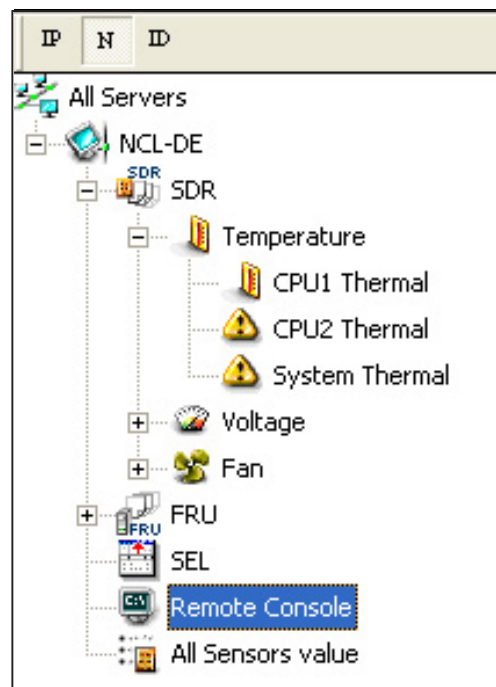 IP N ID
All Servers
NCL-DE
SDR
SDR
Temperature
CPU1 Thermal
CPU2 Thermal
System Thermal
Voltage
Fan
FRU
FRU
SEL
C:\
Remote Console
All Sensors value